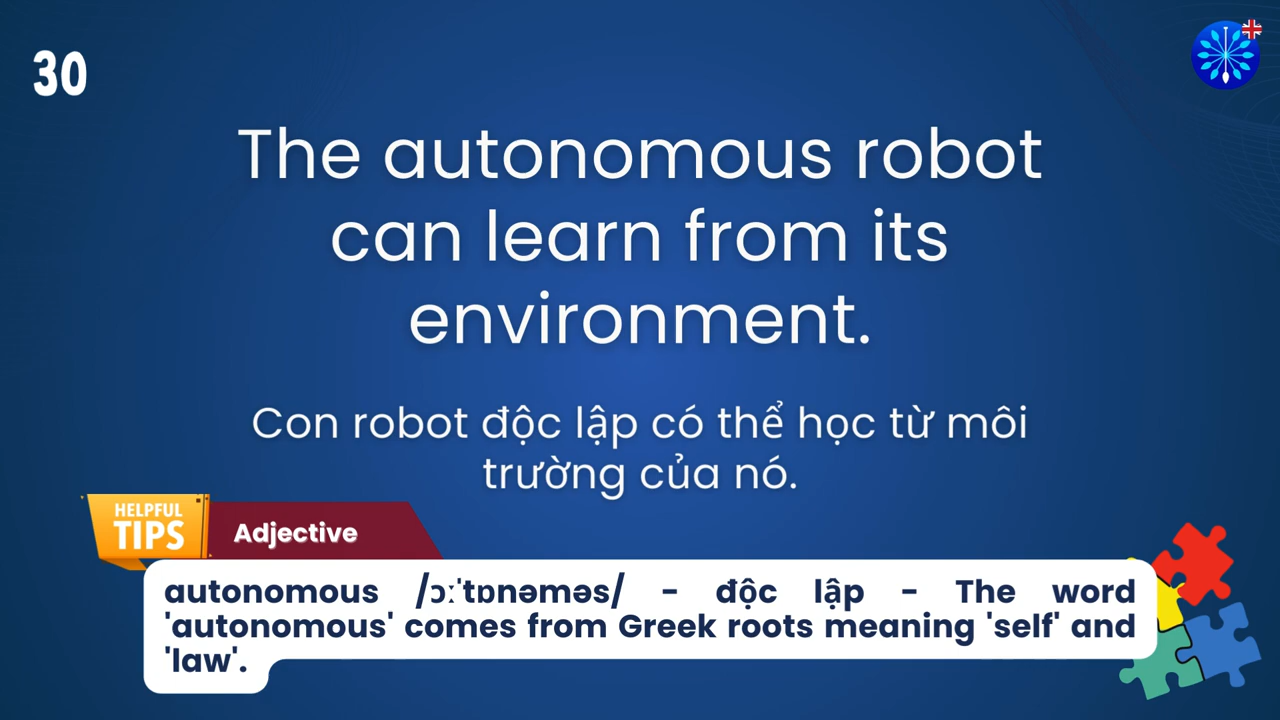 30
The autonomous robot
can learn from its
environment.
Con robot độc lập có thể học từ môi
trường của nó.
HELPFUL
TIPS
Adjective
autonomous /ɔːˈtɒnəməs/ - độc lập - The word
'autonomous' comes from Greek roots meaning 'self' and
'law'.